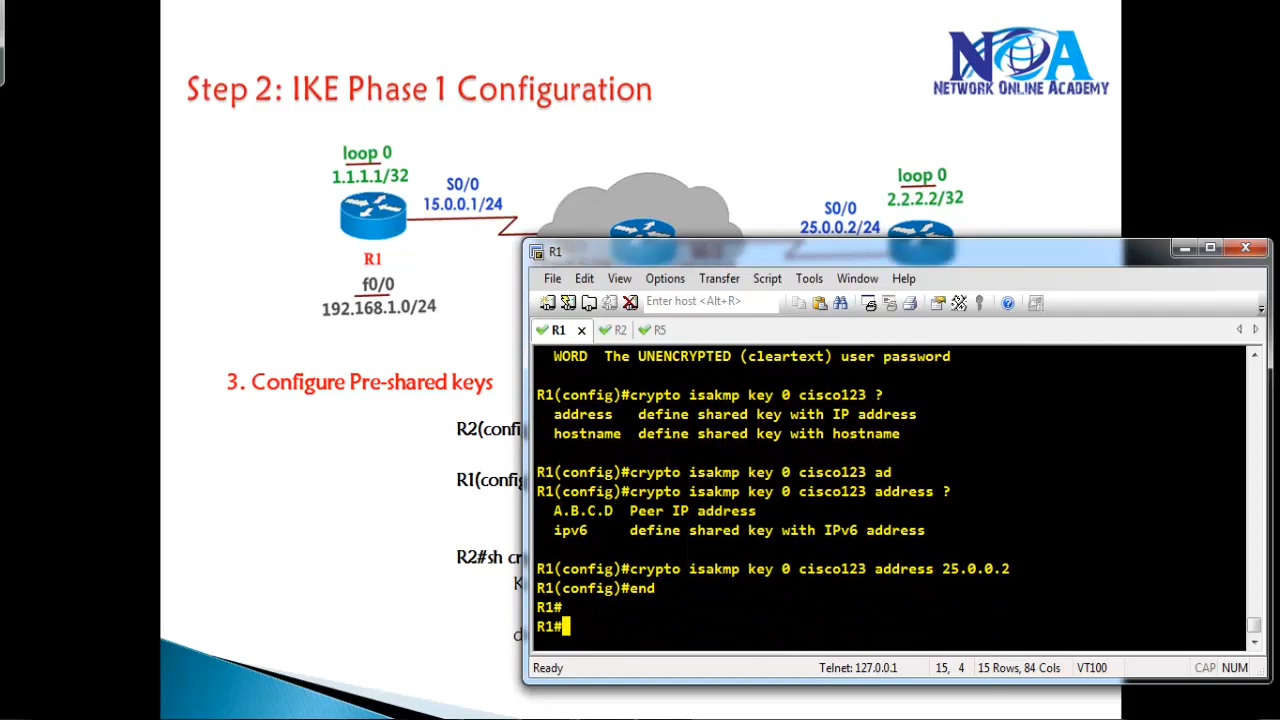 NOA
NETWORK ONLINE ACADEMY
Step 2: IKE Phase 1 Configuration
loop 0
1.1.1.1/32
S0/0
15.0.0.1/24
loop 0
2.2.2.2/32
S0/0
25.0.0.2/24
R1
f0/0
192.168.1.0/24
3. Configure Pre-shared keys
R2(confi
R1(config
R2#sh cr
K
d
R1
File Edit View Options Transfer Script Tools Window Help
Enter host <Alt+R>
R1 R2 R5
WORD The UNENCRYPTED (cleartext) user password
R1(config)#crypto isakmp key 0 cisco123 ?
address define shared key with IP address
hostname define shared key with hostname
R1(config)#crypto isakmp key 0 cisco123 ad
R1(config)#crypto isakmp key 0 cisco123 address ?
A.B.C.D Peer IP address
ipv6 define shared key with IPv6 address
R1(config)#crypto isakmp key 0 cisco123 address 25.0.0.2
R1(config)#end
R1#
R1#
Ready Telnet: 127.0.0.1 15, 4 15 Rows, 84 Cols VT100 CAP NUM